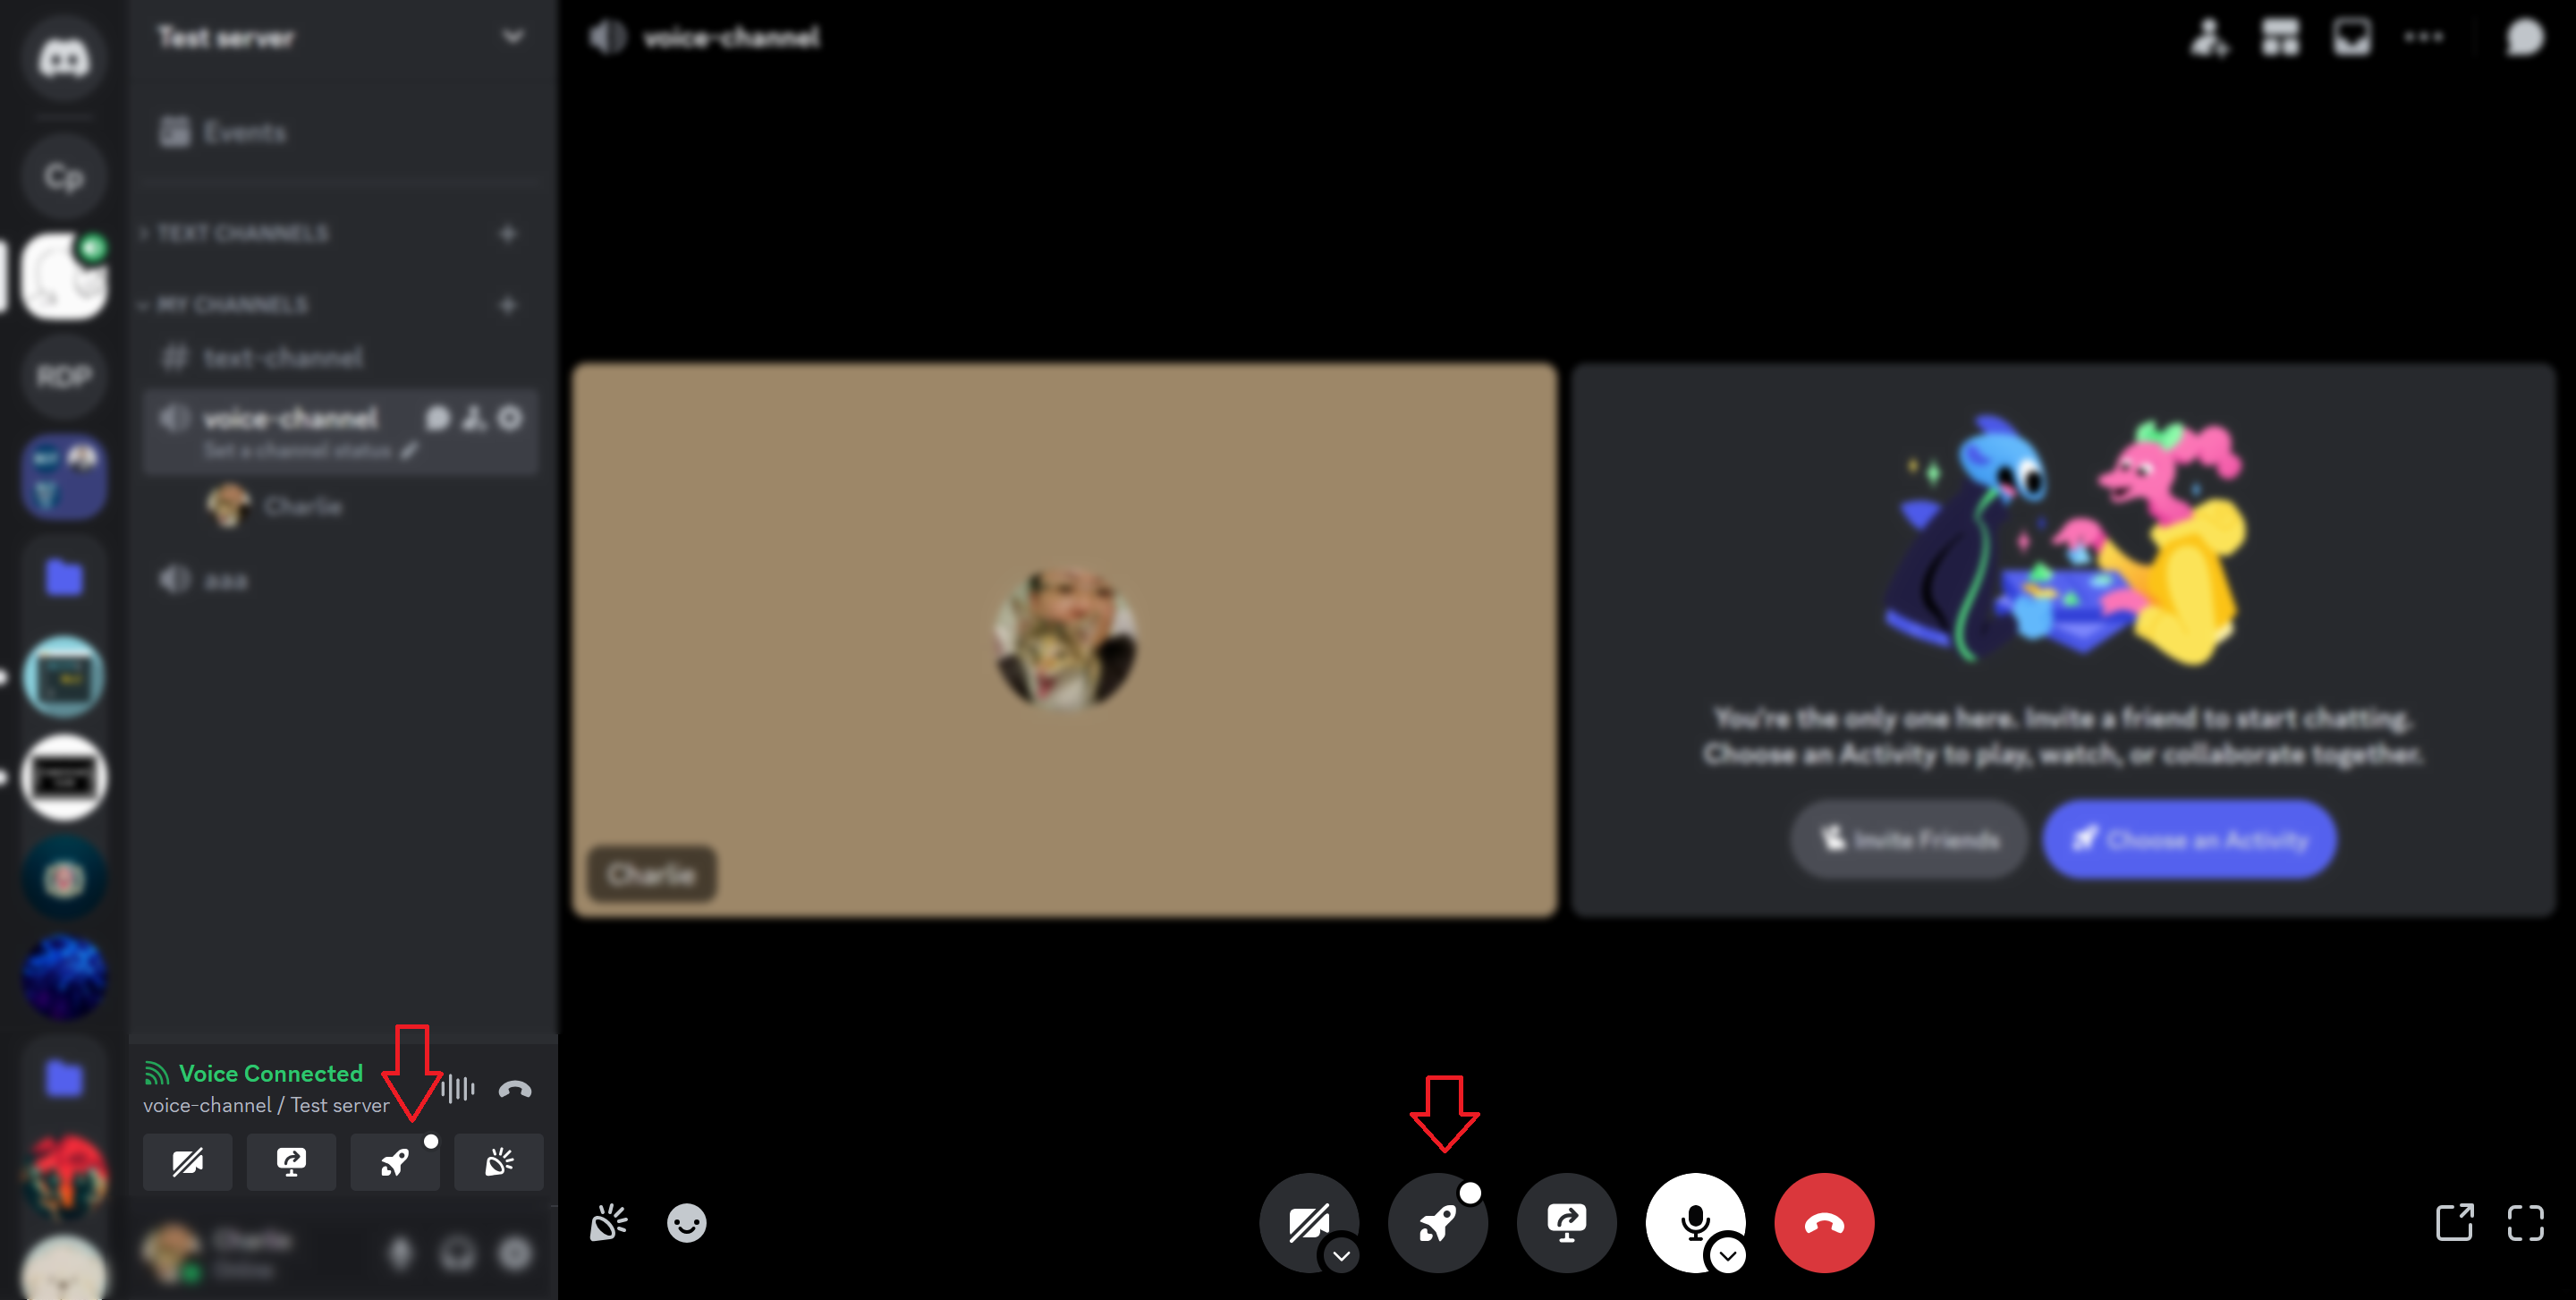 Test server
voice-channel
Events
Cp
TEXT CHANNELS
MY CHANNELS
RDP
text-channel
voice-channel
Set a channel status
Charlie
aaa
Charlie
You're the only one here. Invite a friend to start chatting.
Choose an Activity to play, watch, or collaborate together.
Invite Friends
Choose an Activity
Voice Connected
voice-channel / Test server
Charlie
Online